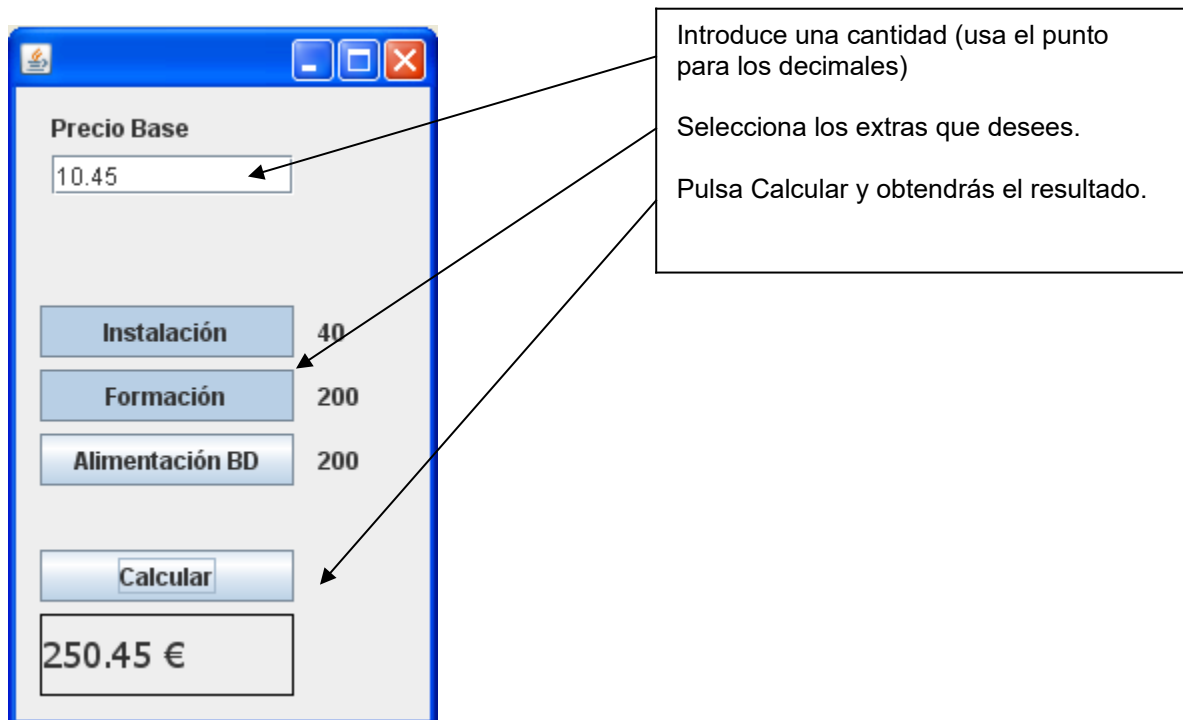 Precio Base
10.45
Instalación 40
Formación 200
Alimentación BD 200
Calcular
250.45 €
Introduce una cantidad (usa el punto
para los decimales)
Selecciona los extras que desees.
Pulsa Calcular y obtendrás el resultado.